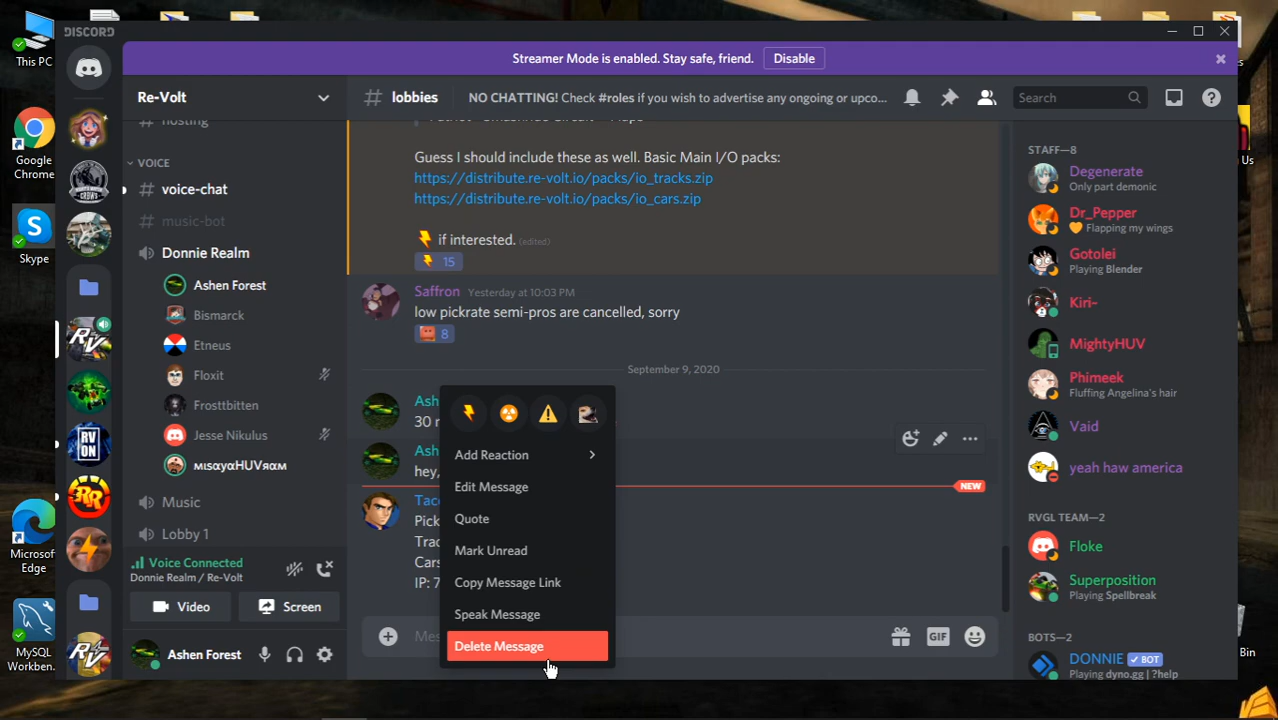 DISCORD
This PC
Google
Chrome
Skype
Microsof
Edge
MySQL
Workben.
Streamer Mode is enabled. Stay safe, friend. Disable
Re-Volt
lobbies NO CHATTING! Check #roles if you wish to advertise any ongoing or upco...
Search
hosting
VOICE
voice-chat
music-bot
Donnie Realm
Ashen Forest
Bismarck
Etneus
Floxit
Frosttbitten
Jesse Nikulus
мιѕαγαHUVяαм
Music
Lobby 1
Voice Connected
Donnie Realm / Re-Volt
Video Screen
Ashen Forest
Guess I should include these as well. Basic Main I/O packs:
https://distribute.re-volt.io/packs/io_tracks.zip
https://distribute.re-volt.io/packs/io_cars.zip
if interested. (edited)
15
Saffron Yesterday at 10:03 PM
low pickrate semi-pros are cancelled, sorry
8
September 9, 2020
Ash
30 
Ash
hey,
NEW
Tac
Pick
Tra
Cars
IP: 7
Add Reaction
Edit Message
Quote
Mark Unread
Copy Message Link
Speak Message
Delete Message
GIF
STAFF—8
Degenerate
Only part demonic
Dr_Pepper
Flapping my wings
Gotolei
Playing Blender
Kiri-
MightyHUV
Phimeek
Fluffing Angelina's hair
Vaid
yeah haw america
RVGL TEAM—2
Floke
Superposition
Playing Spellbreak
BOTS—2
DONNIE BOT
Playing dyno.gg | ?help
Us
Bin